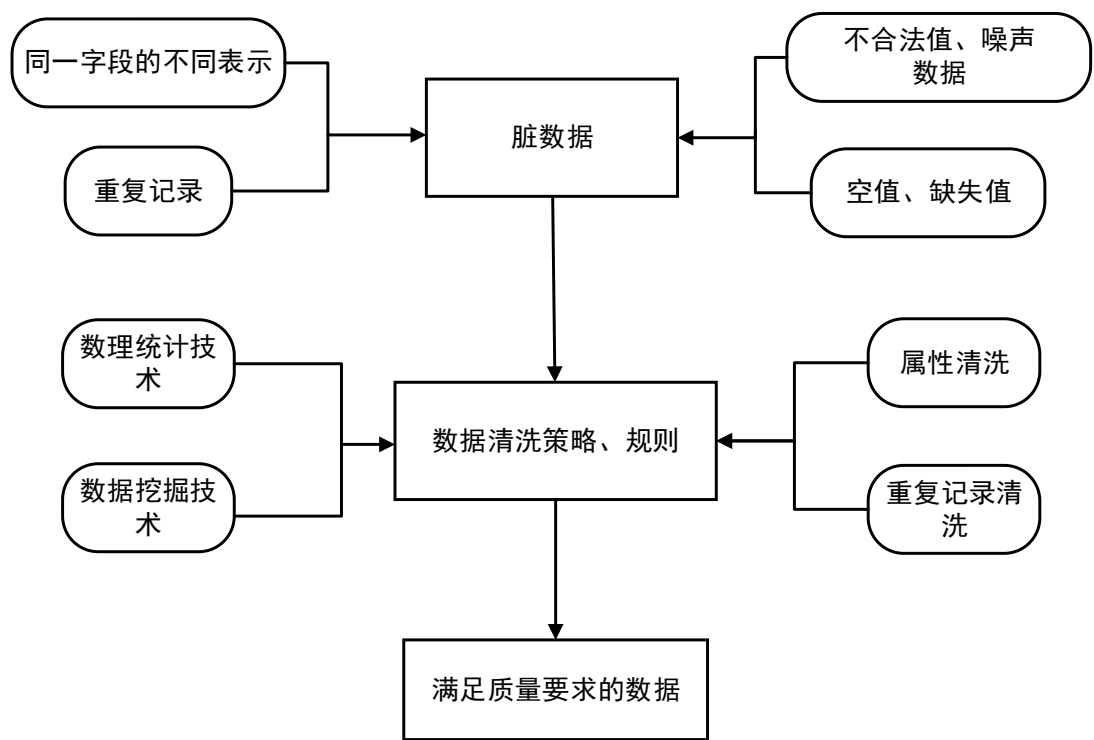 同一字段的不同表示
不合法值、噪声
数据
脏数据
重复记录
空值、缺失值
数理统计技
术
属性清洗
数据清洗策略、规则
数据挖掘技
术
重复记录清
洗
满足质量要求的数据